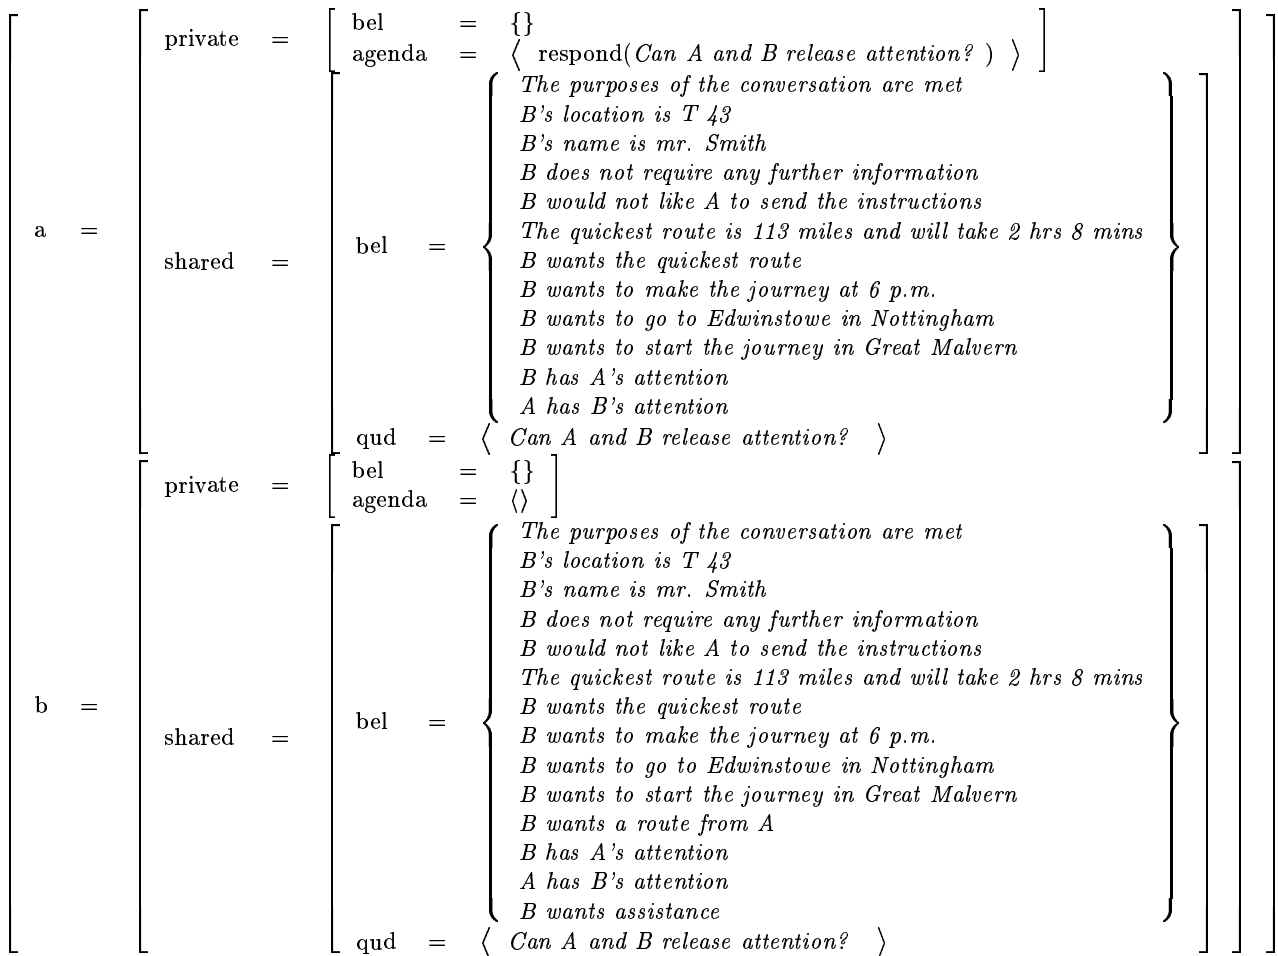 bel = {}
private =
agenda = ⟨ respond(Can A and B release attention? ) ⟩
The purposes of the conversation are met
B's location is T 43
B's name is mr. Smith
B does not require any further information
B would not like A to send the instructions
a =
The quickest route is 113 miles and will take 2 hrs 8 mins
shared = bel =
B wants the quickest route
B wants to make the journey at 6 p.m.
B wants to go to Edwinstowe in Nottingham
B wants to start the journey in Great Malvern
B has A's attention
A has B's attention
qud = ⟨ Can A and B release attention? ⟩
bel = {}
private =
agenda = ⟨⟩
The purposes of the conversation are met
B's location is T 43
B's name is mr. Smith
B does not require any further information
B would not like A to send the instructions
The quickest route is 113 miles and will take 2 hrs 8 mins
b =
B wants the quickest route
shared = bel =
B wants to make the journey at 6 p.m.
B wants to go to Edwinstowe in Nottingham
B wants to start the journey in Great Malvern
B wants a route from A
B has A's attention
A has B's attention
B wants assistance
qud = ⟨ Can A and B release attention? ⟩